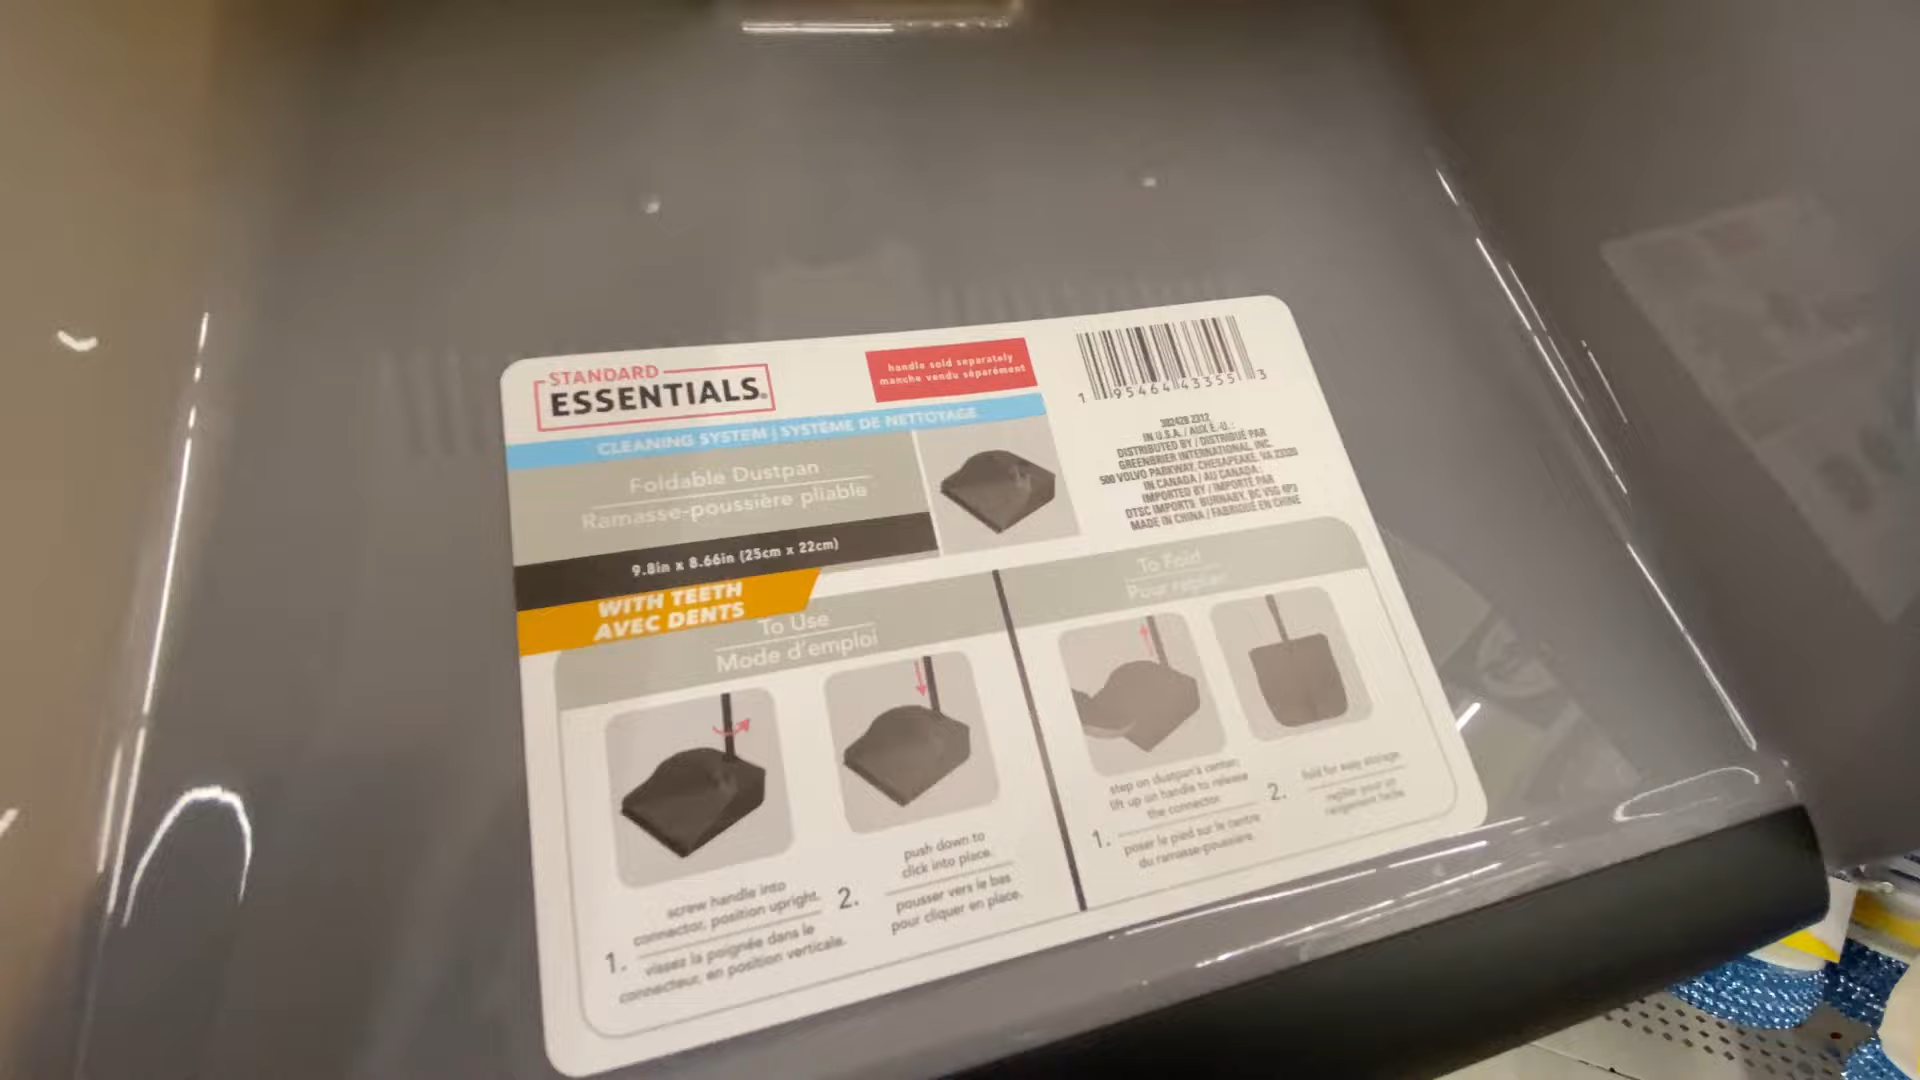 STANDARD
ESSENTIALS
handle sold separately
manche vendu séparément
CLEANING SYSTEM | SYSTÈME DE NETTOYAGE
Foldable Dustpan
Ramasse-poussière pliable
9.8in x 8.66in (25cm x 22cm)
WITH TEETH
AVEC DENTS
1 95464 43355 3
382428 2312
IN U.S.A. / AUX É.-U. :
DISTRIBUTED BY / DISTRIBUÉ PAR
GREENBRIER INTERNATIONAL, INC.
500 VOLVO PARKWAY, CHESAPEAKE, VA 23320
IN CANADA / AU CANADA :
IMPORTED BY / IMPORTÉ PAR
DTSC IMPORTS, BURNABY, BC V5G 4P3
MADE IN CHINA / FABRIQUÉ EN CHINE
To Use
Mode d'emploi
1.
screw handle into
connector, position upright.
vissez la poignée dans le
connecteur, en position verticale.
2.
push down to
click into place.
pousser vers le bas
pour cliquer en place.
To Fold
Pour replier
1.
step on dustpan's center;
lift up on handle to release
the connector.
poser le pied sur le centre
du ramasse-poussière.
2.
fold for easy storage.
replier pour un
rangement facile.